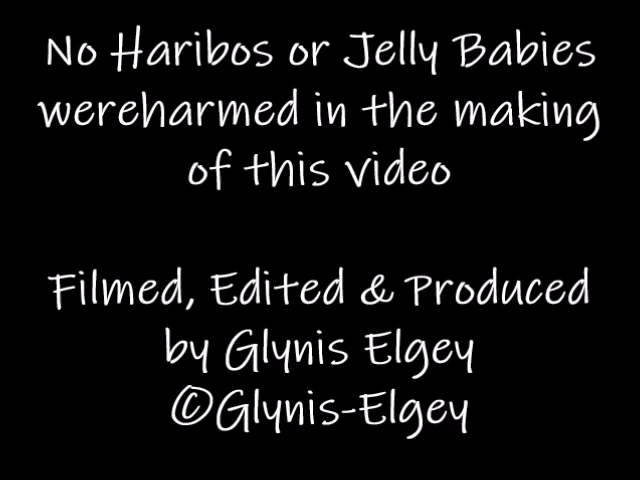 No Haribos or Jelly Babies
wereharmed in the making
of this video
Filmed, Edited & Produced
by Glynis Elgey
©Glynis-Elgey